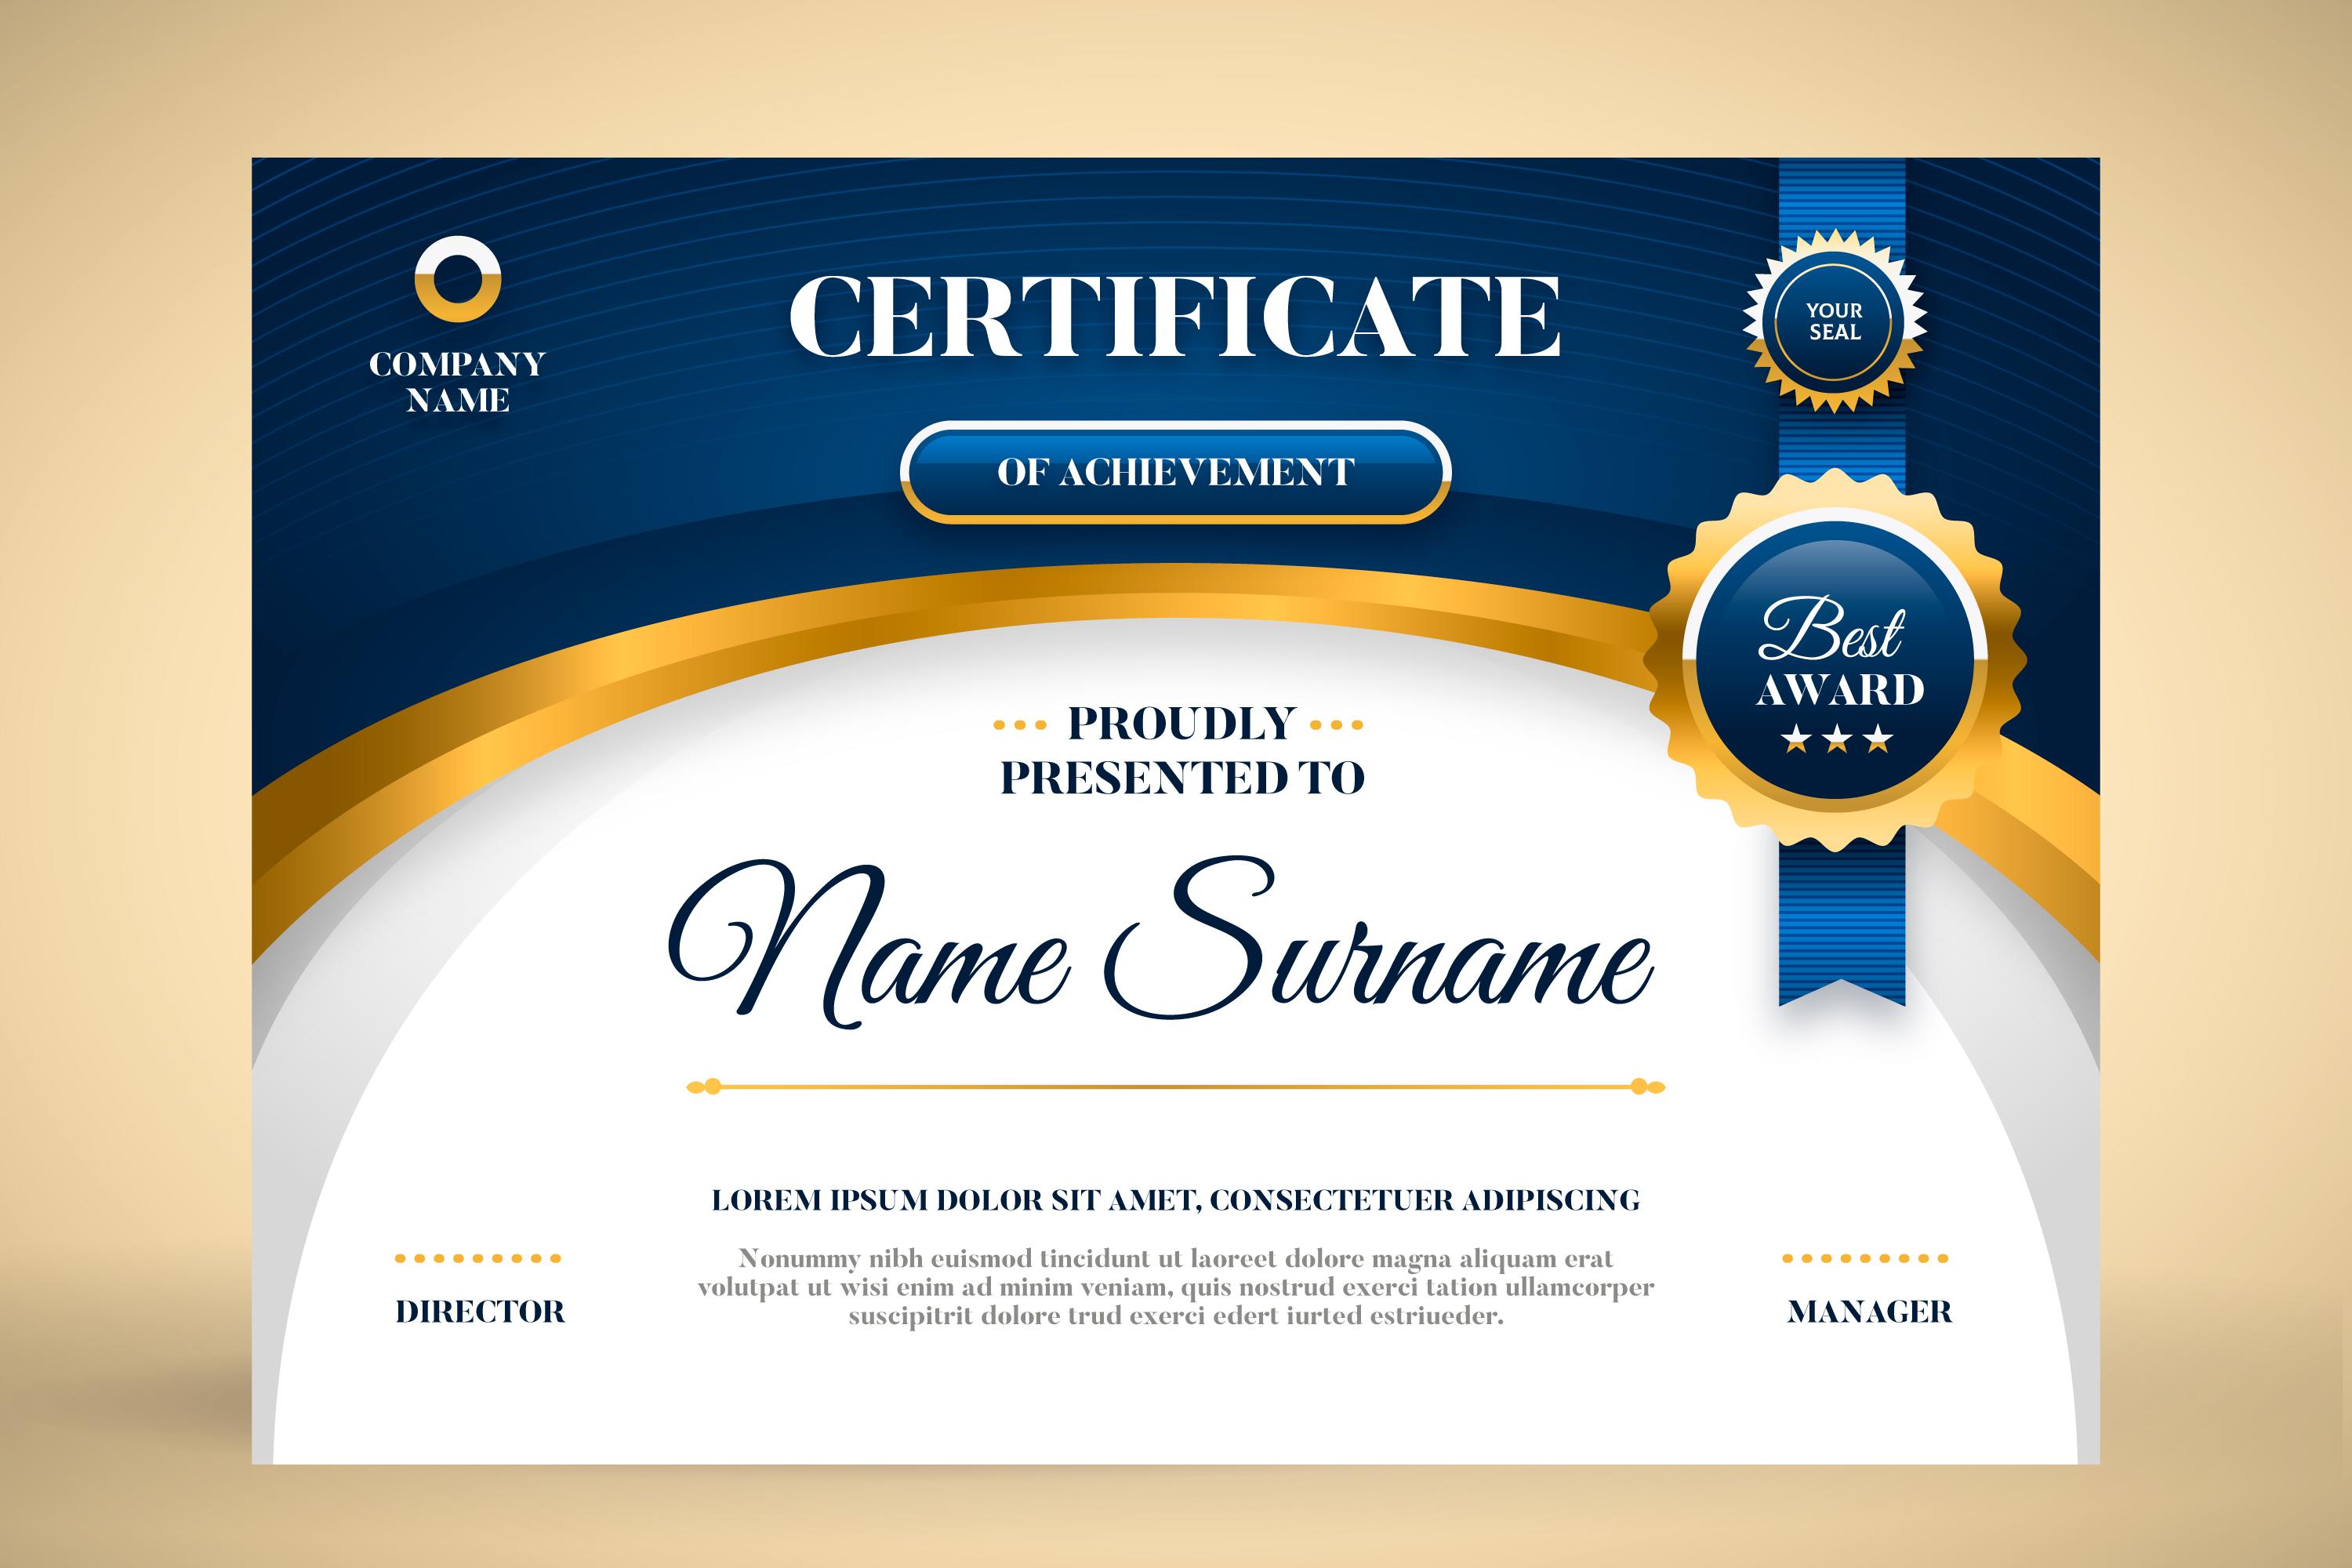 COMPANY
NAME
CERTIFICATE
OF ACHIEVEMENT
YOUR
SEAL
Best
AWARD
PROUDLY
PRESENTED TO
Name Surname
LOREM IPSUM DOLOR SIT AMET, CONSECTETUER ADIPISCING
Nonummy nibh euismod tincidunt ut laoreet dolore magna aliquam erat
volutpat ut wisi enim ad minim veniam, quis nostrud exerci tation ullamcorper
suscipitrit dolore trud exerci edert iurted estriueder.
DIRECTOR
MANAGER